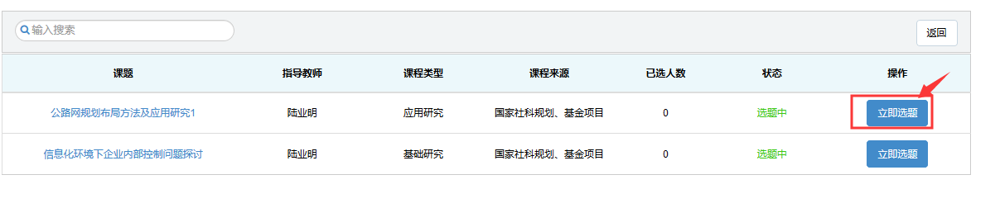 输入搜索
返回
课题 指导教师 课程类型 课程来源 已选人数 状态 操作
公路网规划布局方法及应用研究1 陆业明 应用研究 国家社科规划、基金项目 0 选题中 立即选题
信息化环境下企业内部控制问题探讨 陆业明 基础研究 国家社科规划、基金项目 0 选题中 立即选题